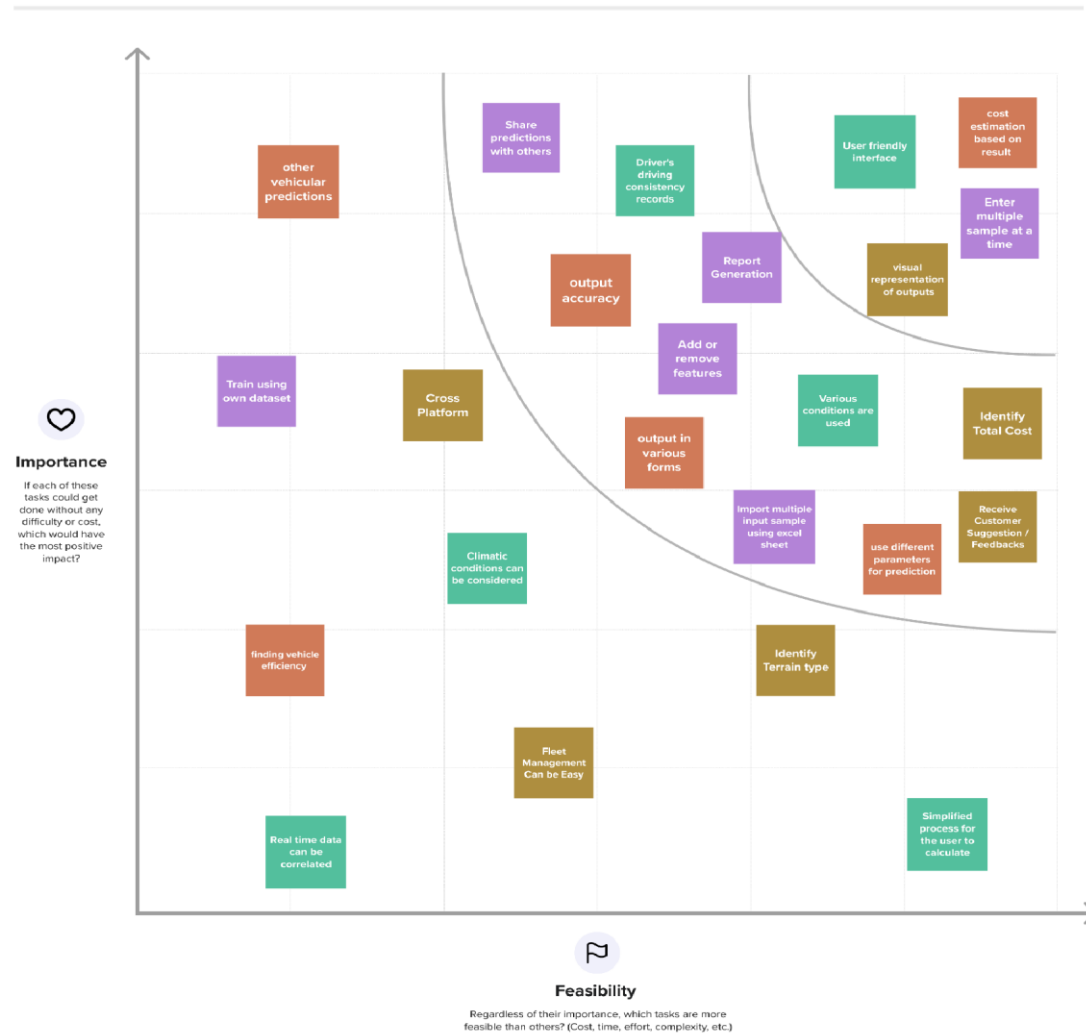 Share
predictions
with others
cost
estimation
based on
result
User friendly
interface
other
vehicular
predictions
Driver's
driving
consistency
records
Enter
multiple
sample at a
time
Report
Generation
visual
representation
of outputs
output
accuracy
Add or
remove
features
Train using
own dataset
Cross
Platform
Various
conditions are
used
Identify
Total Cost
output in
various
forms
Importance
If each of these
tasks could get
done without any
difficulty or cost,
which would have
the most positive
impact?
Import multiple
input sample
using excel
sheet
Receive
Customer
Suggestion /
Feedbacks
use different
parameters
for prediction
Climatic
conditions can
be considered
finding vehicle
efficiency
Identify
Terrain type
Fleet
Management
Can be Easy
Real time data
can be
correlated
Simplified
process for
the user to
calculate
Feasibility
Regardless of their importance, which tasks are more
feasible than others? (Cost, time, effort, complexity, etc.)